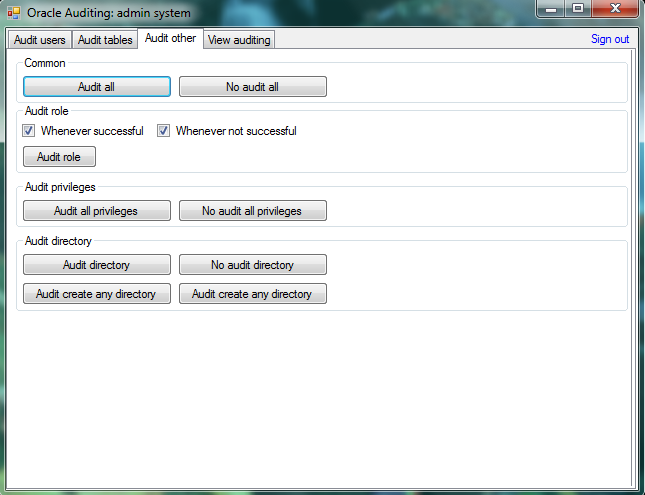 Oracle Auditing: admin system
Audit users Audit tables Audit other View auditing Sign out
Common
Audit all No audit all
Audit role
Whenever successful Whenever not successful
Audit role
Audit privileges
Audit all privileges No audit all privileges
Audit directory
Audit directory No audit directory
Audit create any directory Audit create any directory